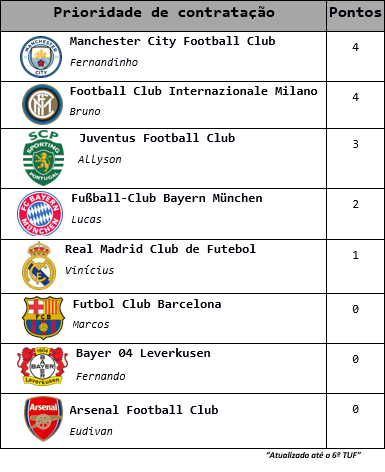 Prioridade de contratação Pontos
Manchester City Football Club
Fernandinho
4
Football Club Internazionale Milano
Bruno
4
SCP
SPORTING
PORTUGAL
Juventus Football Club
Allyson
3
FC BAYERN
MÜNCHEN
Fußball-Club Bayern München
Lucas
2
Real Madrid Club de Futebol
Vinícius
1
FCB
Futbol Club Barcelona
Marcos
0
1904
BAYER
Leverkusen
Bayer 04 Leverkusen
Fernando
0
Arsenal
Arsenal Football Club
Eudivan
0
"Atualizado até o 6º TUF"